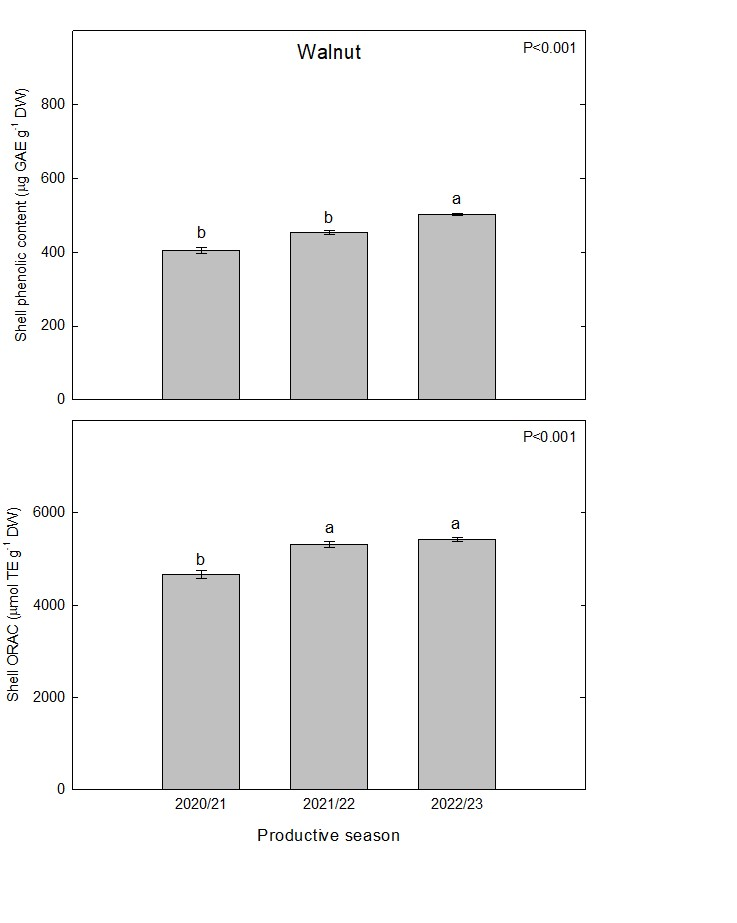 Walnut
P<0.001
Shell phenolic content (µg GAE g⁻¹ DW)
800
600
400
200
0
b
b
a
P<0.001
Shell ORAC (µmol TE g⁻¹ DW)
6000
4000
2000
0
b
a
a
2020/21 2021/22 2022/23
Productive season